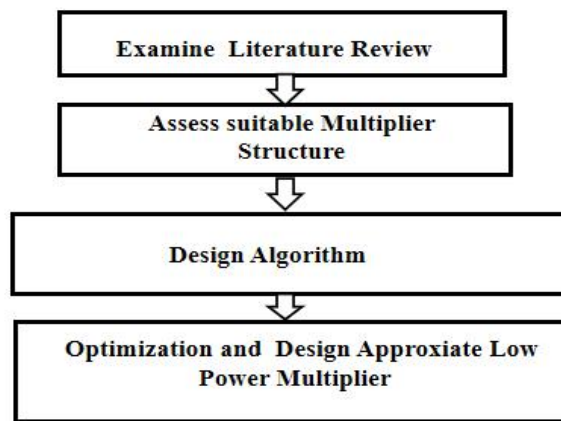 Examine Literature Review
Assess suitable Multiplier
Structure
Design Algorithm
Optimization and Design Approxiate Low
Power Multiplier